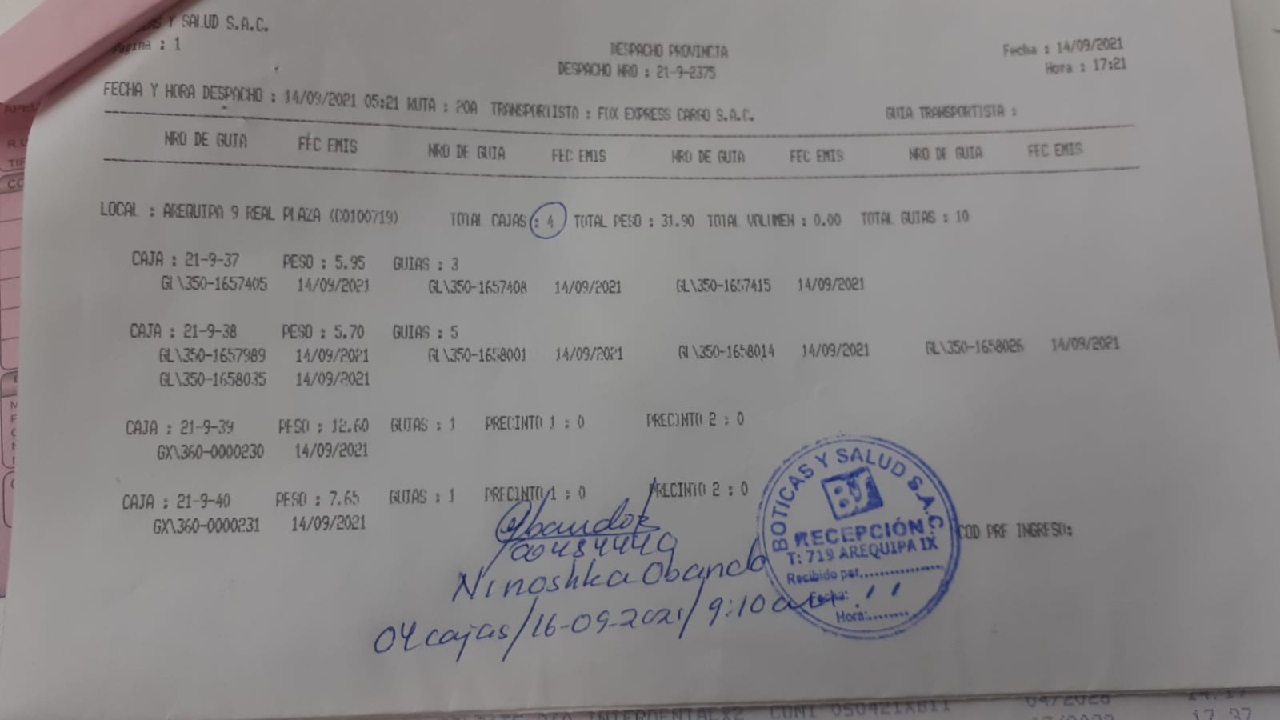 Y SALUD S.A.C.
Página : 1
DESPACHO PROVINCIA
DESPACHO NRO : 21-9-2375
Fecha : 14/09/2021
Hora : 17:21
FECHA Y HORA DESPACHO : 14/09/2021 05:21 RUTA : 20A TRANSPORTISTA : FOX EXPRESS CARGO S.A.C. GUIA TRANSPORTISTA :
NRO DE GUIA FEC EMIS NRO DE GUIA FEC EMIS NRO DE GUIA FEC EMIS NRO DE GUIA FEC EMIS
LOCAL : AREQUIPA 9 REAL PLAZA (C0100719) TOTAL CAJAS : 4 TOTAL PESO : 31.90 TOTAL VOLUMEN : 0.00 TOTAL GUIAS : 10
CAJA : 21-9-37 PESO : 5.95 GUIAS : 3
GL\350-1657405 14/09/2021 GL\350-1657408 14/09/2021 GL\350-1657415 14/09/2021
CAJA : 21-9-38 PESO : 5.70 GUIAS : 5
GL\350-1657989 14/09/2021 GL\350-1658001 14/09/2021 GL\350-1658014 14/09/2021 GL\350-1658026 14/09/2021
GL\350-1658035 14/09/2021
CAJA : 21-9-39 PESO : 12.60 GUIAS : 1 PRECINTO 1 : 0 PRECINTO 2 : 0
GX\360-0000230 14/09/2021
CAJA : 21-9-40 PESO : 7.65 GUIAS : 1 PRECINTO 1 : 0 PRECINTO 2 : 0
GX\360-0000231 14/09/2021
COD PRE INGRESO:
Ninoshka Obando
04 cajas/16-09-2021/9:10 am
BOTICAS Y SALUD S.A.C.
BS
RECEPCIÓN
T: 719 AREQUIPA IX
Recibido por
Fecha:
Hora:
04/2026